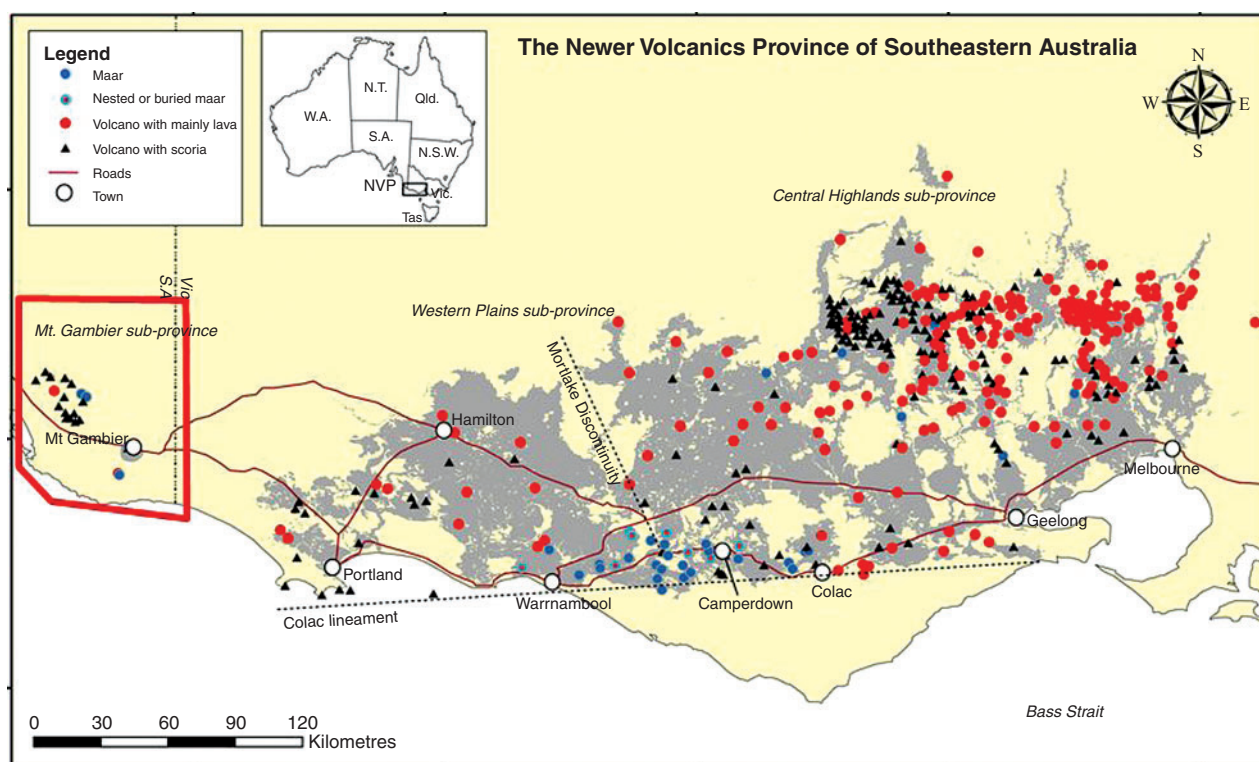 The Newer Volcanics Province of Southeastern Australia
Legend
Maar
Nested or buried maar
Volcano with mainly lava
Volcano with scoria
Roads
Town
W.A.
N.T.
Qld.
S.A.
N.S.W.
NVP
Vic.
Tas
N
W
E
S
Central Highlands sub-province
Vic
S.A
Western Plains sub-province
Mt. Gambier sub-province
Mortlake Discontinuity
Hamilton
Mt Gambier
Melbourne
Geelong
Portland
Warrnambool
Camperdown
Colac
Colac lineament
Bass Strait
0 30 60 90 120
Kilometres